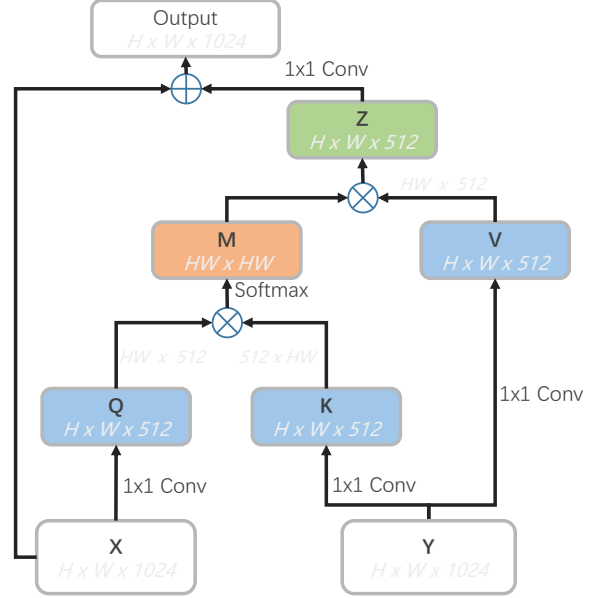 Output
H x W x 1024
1x1 Conv
Z
H x W x 512
HW x 512
M
HW x HW
V
H x W x 512
Softmax
HW x 512
512 x HW
Q
H x W x 512
K
H x W x 512
1x1 Conv
1x1 Conv
1x1 Conv
X
H x W x 1024
Y
H x W x 1024